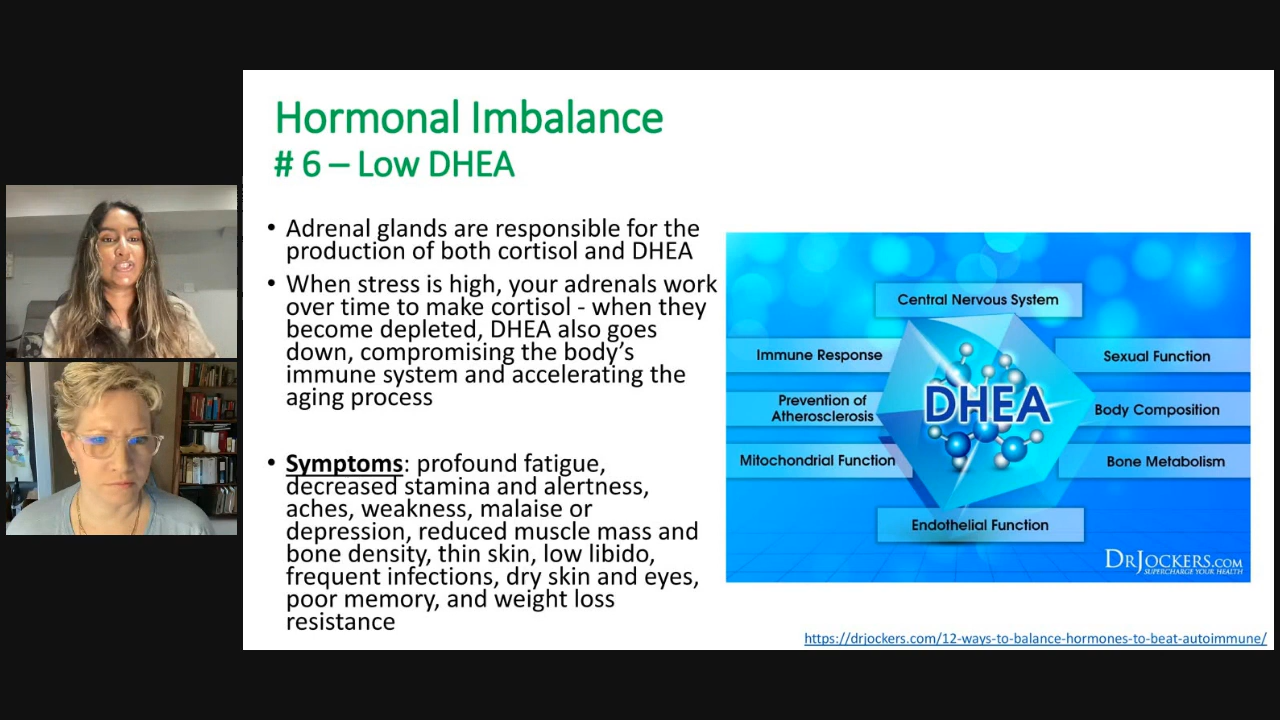 Hormonal Imbalance
# 6 – Low DHEA
• Adrenal glands are responsible for the
production of both cortisol and DHEA
• When stress is high, your adrenals work
over time to make cortisol - when they
become depleted, DHEA also goes
down, compromising the body’s
immune system and accelerating the
aging process
• Symptoms: profound fatigue,
decreased stamina and alertness,
aches, weakness, malaise or
depression, reduced muscle mass and
bone density, thin skin, low libido,
frequent infections, dry skin and eyes,
poor memory, and weight loss
resistance
Central Nervous System
Immune Response
Sexual Function
Prevention of
Atherosclerosis
DHEA
Body Composition
Mitochondrial Function
Bone Metabolism
Endothelial Function
DRJOCKERS.COM
SUPERCHARGE YOUR HEALTH
https://drjockers.com/12-ways-to-balance-hormones-to-beat-autoimmune/